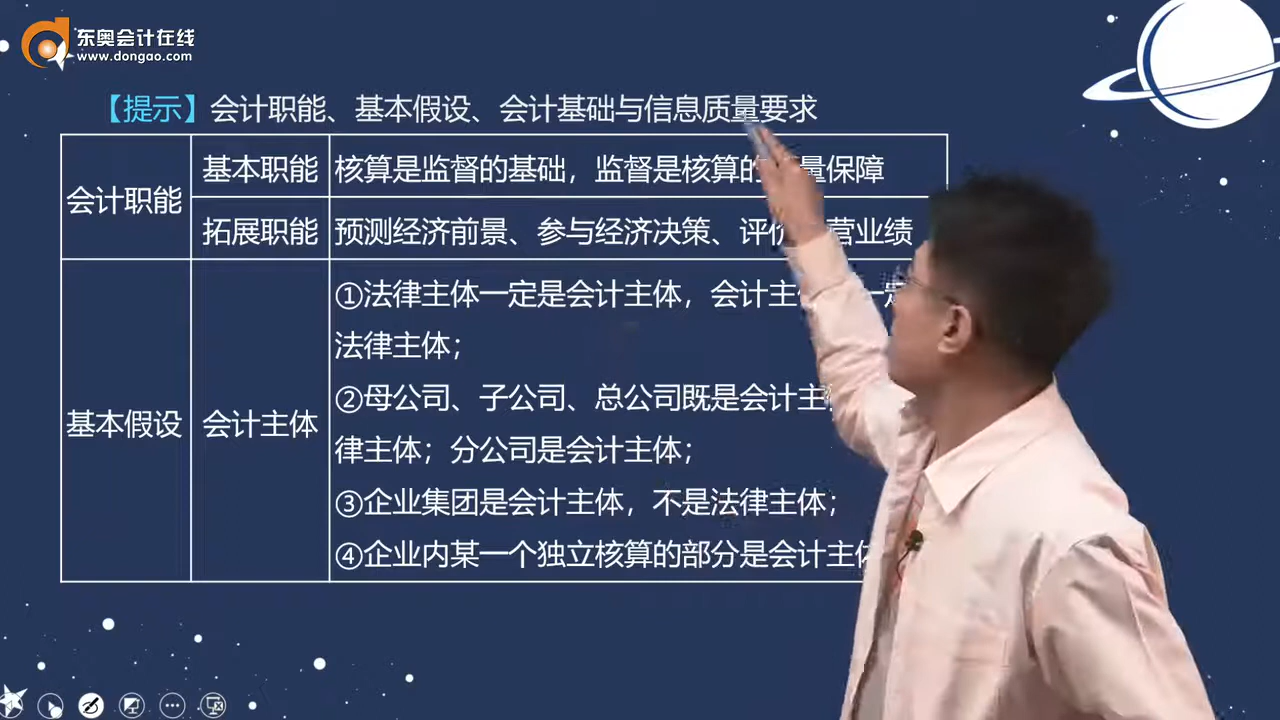 东奥会计在线
www.dongao.com
【提示】会计职能、基本假设、会计基础与信息质量要求
会计职能
基本职能
核算是监督的基础，监督是核算的 量保障
拓展职能
预测经济前景、参与经济决策、评价 营业绩
基本假设
会计主体
①法律主体一定是会计主体，会计主 一定
法律主体；
②母公司、子公司、总公司既是会计主
律主体；分公司是会计主体；
③企业集团是会计主体，不是法律主体；
④企业内某一个独立核算的部分是会计主体